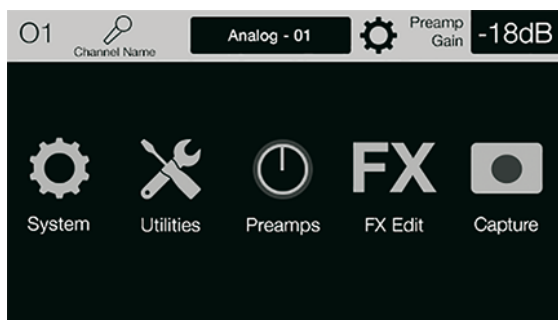 O1
Channel Name
Analog - 01
Preamp
Gain
-18dB
FX
System
Utilities
Preamps
FX Edit
Capture